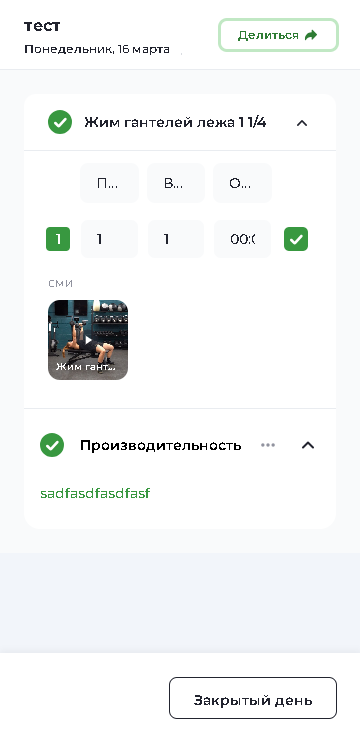 тест
Понедельник, 16 марта
Делиться
Жим гантелей лежа 1 1/4
П... В... О...
1 1 1 00:0
СМИ
Жим гант...
Производительность
sadfasdfasdfasf
Закрытый день